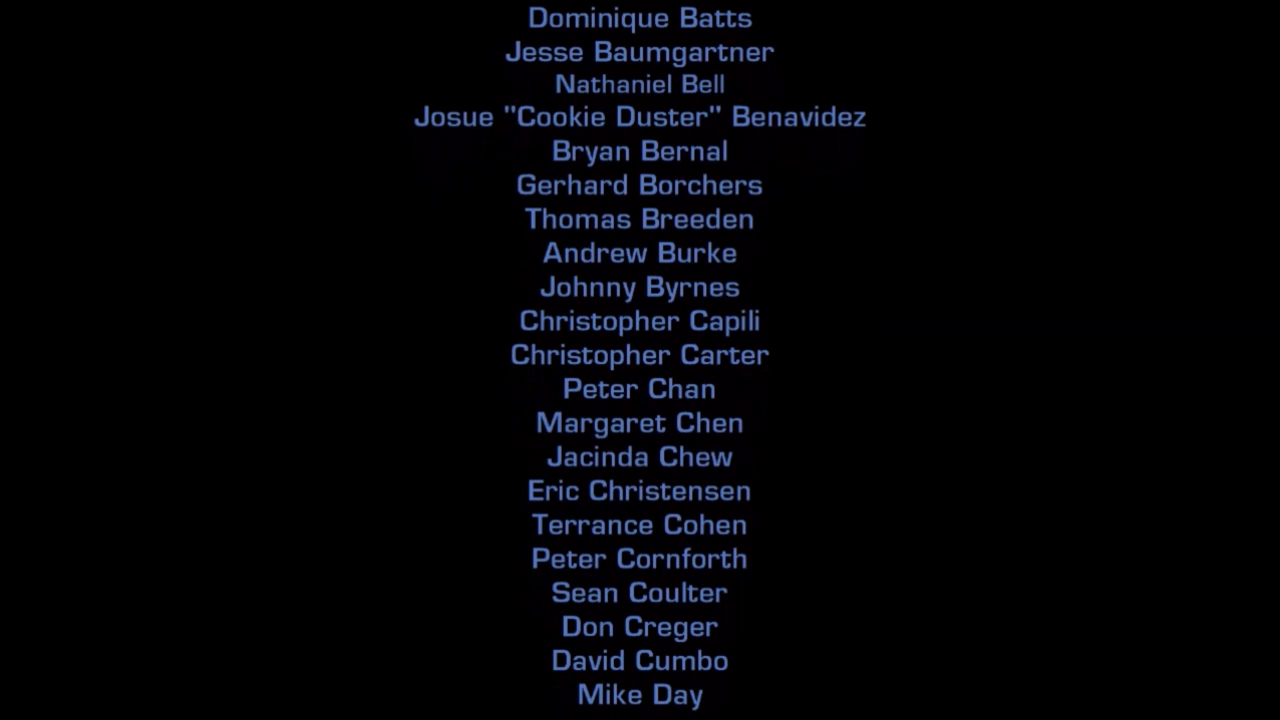 Dominique Batts
Jesse Baumgartner
Nathaniel Bell
Josue "Cookie Duster" Benavidez
Bryan Bernal
Gerhard Borchers
Thomas Breeden
Andrew Burke
Johnny Byrnes
Christopher Capili
Christopher Carter
Peter Chan
Margaret Chen
Jacinda Chew
Eric Christensen
Terrance Cohen
Peter Cornforth
Sean Coulter
Don Creger
David Cumbo
Mike Day